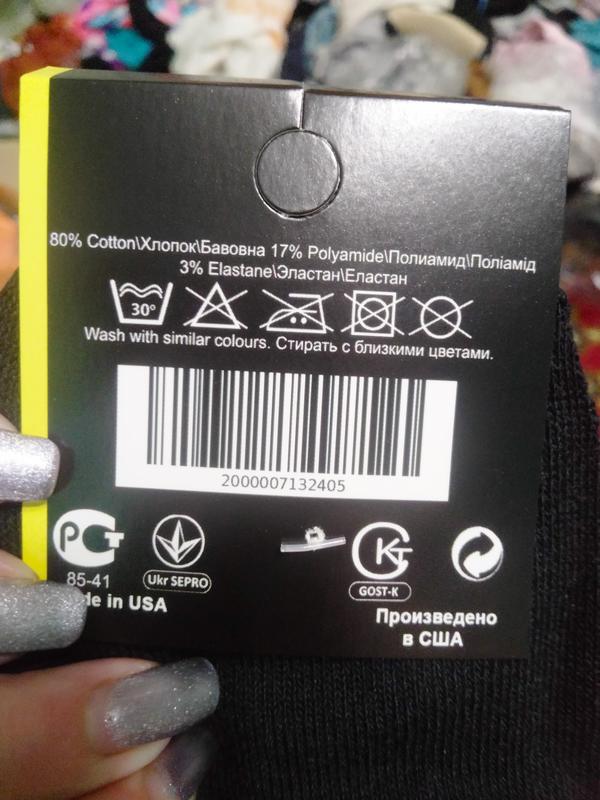 80% Cotton\Хлопок\Бавовна 17% Polyamide\Полиамид\Поліамід
3% Elastane\Эластан\Еластан
30°
Wash with similar colours. Стирать с близкими цветами.
2000007132405
85-41
Ukr SEPRO
GOST-K
in USA
Произведено
в США